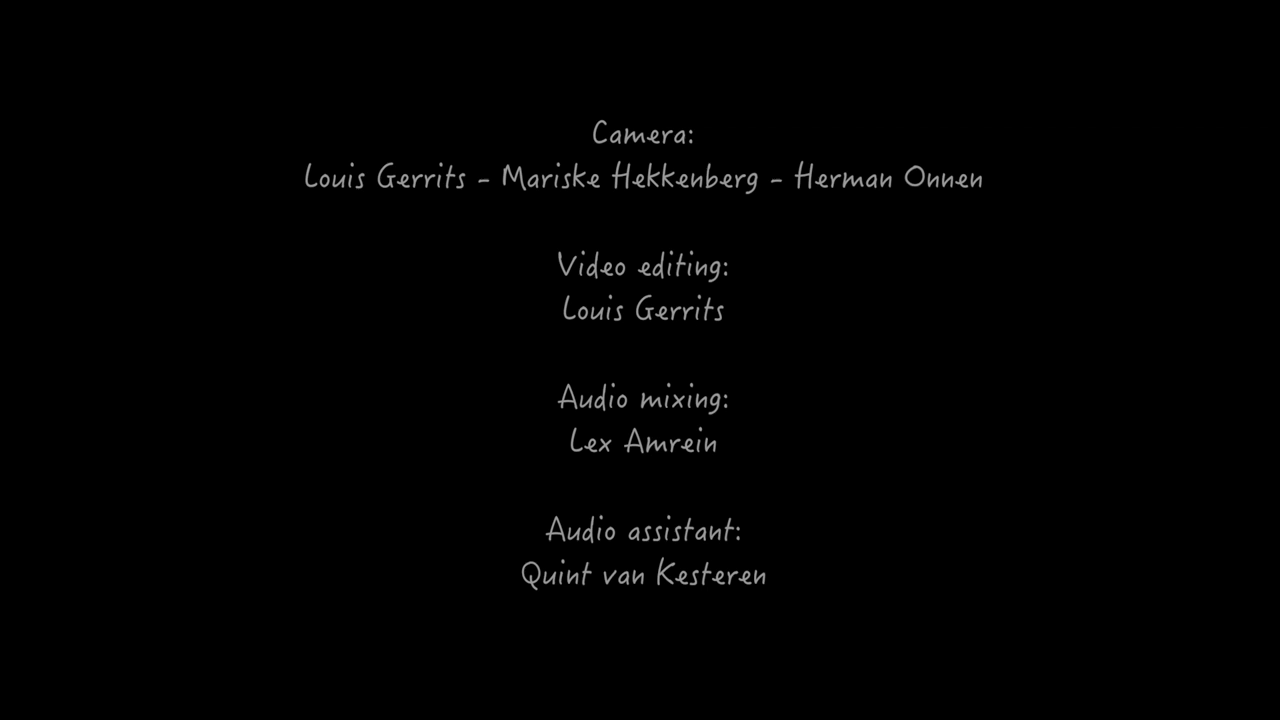 Camera:
Louis Gerrits - Mariske Hekkenberg - Herman Onnen
Video editing:
Louis Gerrits
Audio mixing:
Lex Amrein
Audio assistant:
Quint van Kesteren